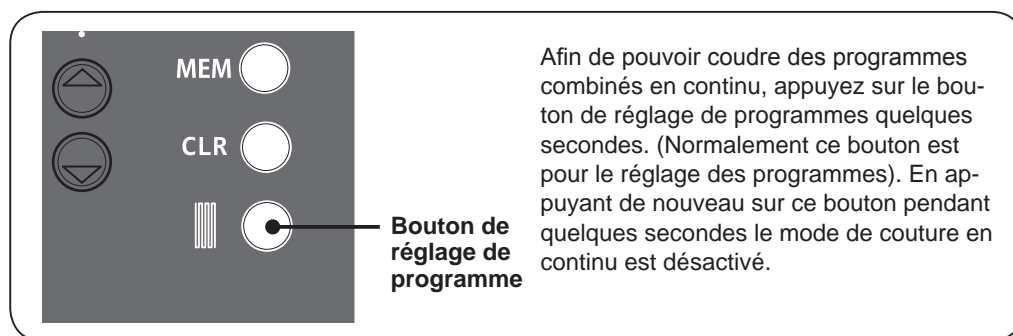 MEM
CLR
Bouton de
réglage de
programme
Afin de pouvoir coudre des programmes
combinés en continu, appuyez sur le bou-
ton de réglage de programmes quelques
secondes. (Normalement ce bouton est
pour le réglage des programmes). En ap-
puyant de nouveau sur ce bouton pendant
quelques secondes le mode de couture en
continu est désactivé.